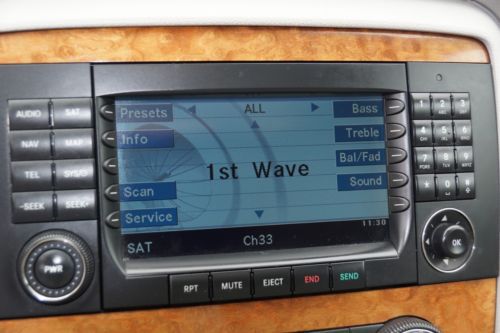 Presets ALL Bass
Info Treble
1st Wave Bal/Fad
Scan Sound
Service
11:30
SAT Ch33
AUDIO SAT
NAV MAP
TEL SYS/
-SEEK SEEK+
PWR
RPT MUTE EJECT END SEND
1 2 3
4 5 6
7 8 9
* 0 #
OK